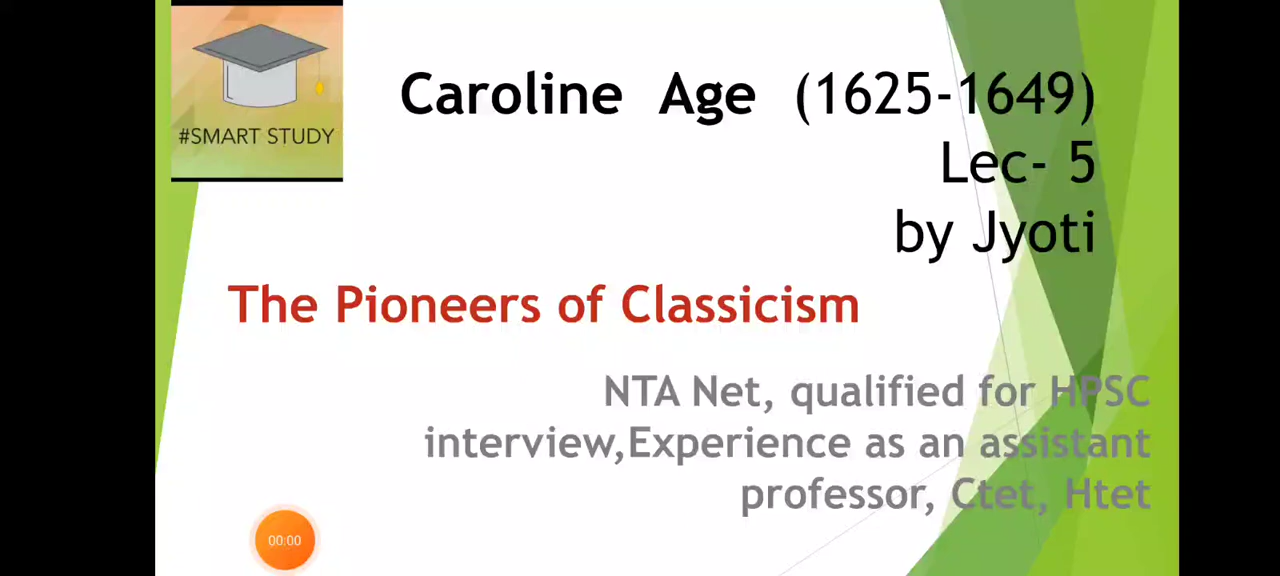 #SMART STUDY
Caroline Age (1625-1649)
Lec- 5
by Jyoti
The Pioneers of Classicism
NTA Net, qualified for HPSC
interview,Experience as an assistant
professor, Ctet, Htet
00:00